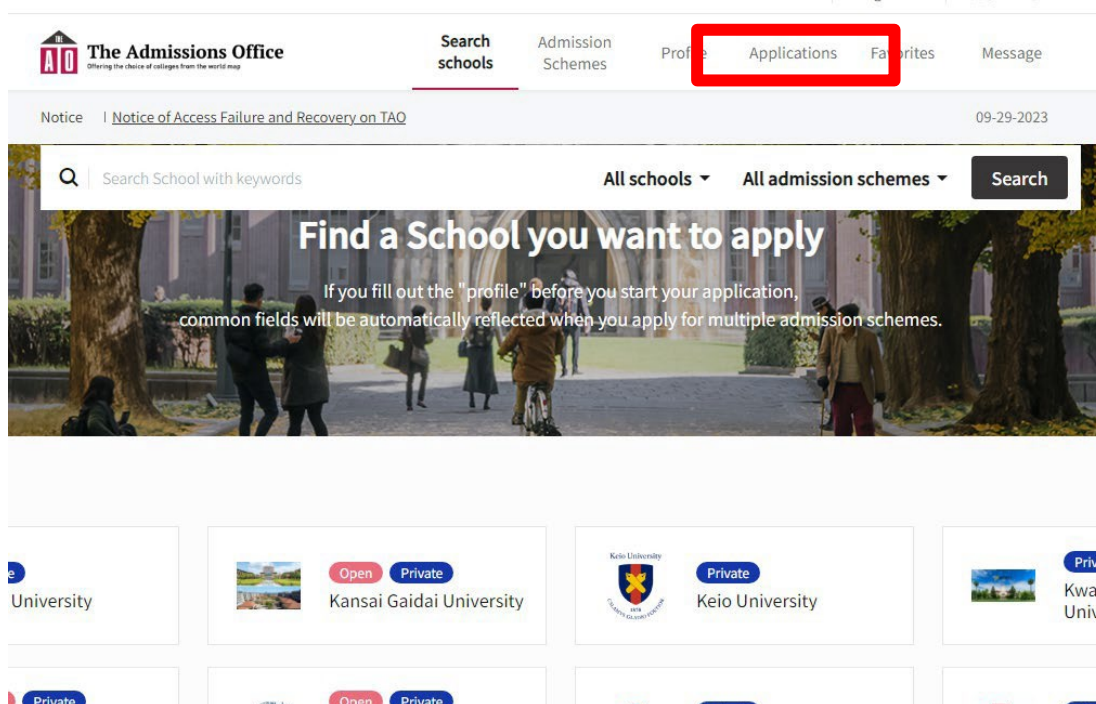 The Admissions Office
Offering the choice of colleges from the world map
Search schools
Admission Schemes
Profile
Applications
Favorites
Message
Notice | Notice of Access Failure and Recovery on TAO 09-29-2023
Search School with keywords
All schools
All admission schemes
Search
Find a School you want to apply
If you fill out the "profile" before you start your application,
common fields will be automatically reflected when you apply for multiple admission schemes.
University
Open Private
Kansai Gaidai University
Keio University
Private
Keio University
Private
Open Private